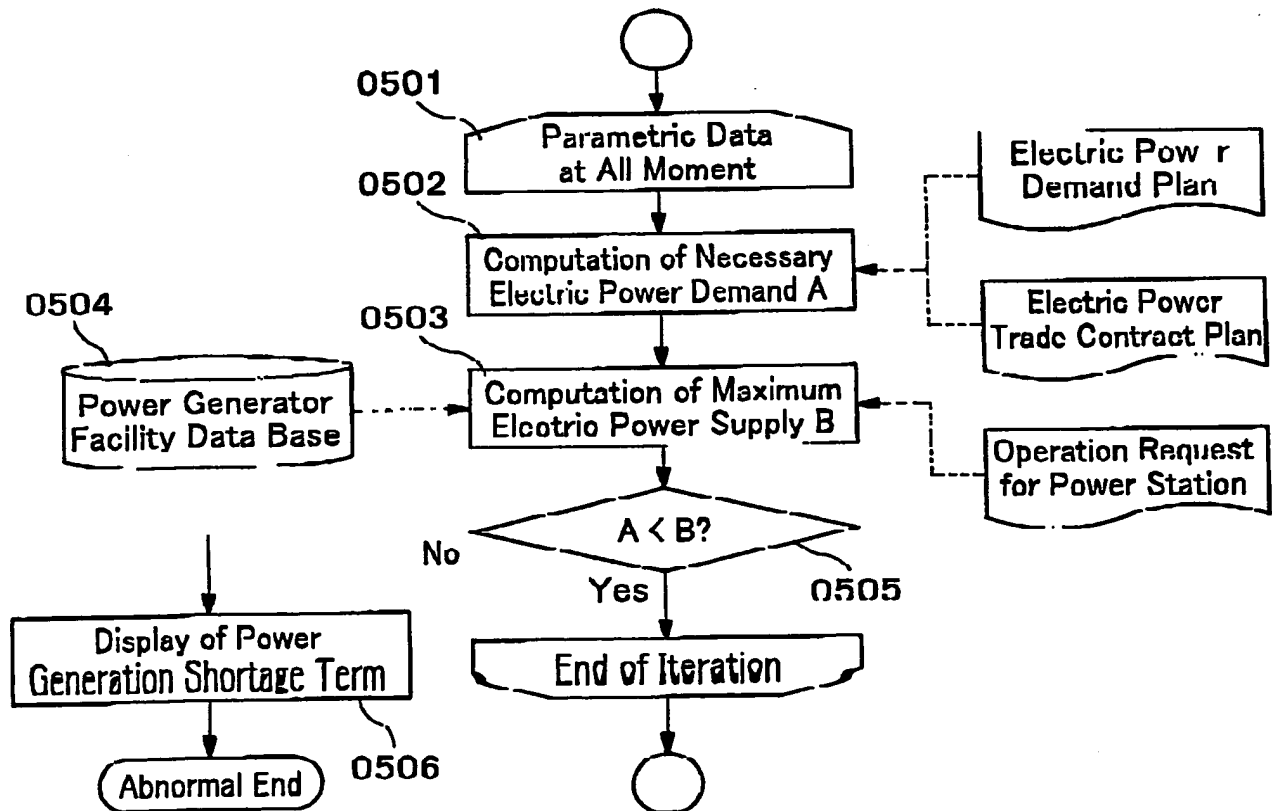 0501
Parametric Data
at All Moment
0502
Computation of Necessary
Electric Power Demand A
Electric Pow r
Demand Plan
Electric Power
Trade Contract Plan
0504
Power Generator
Facility Data Base
0503
Computation of Maximum
Electric Power Supply B
Operation Request
for Power Station
A < B?
No
Yes
0505
Display of Power
Generation Shortage Term
0506
Abnormal End
End of Iteration